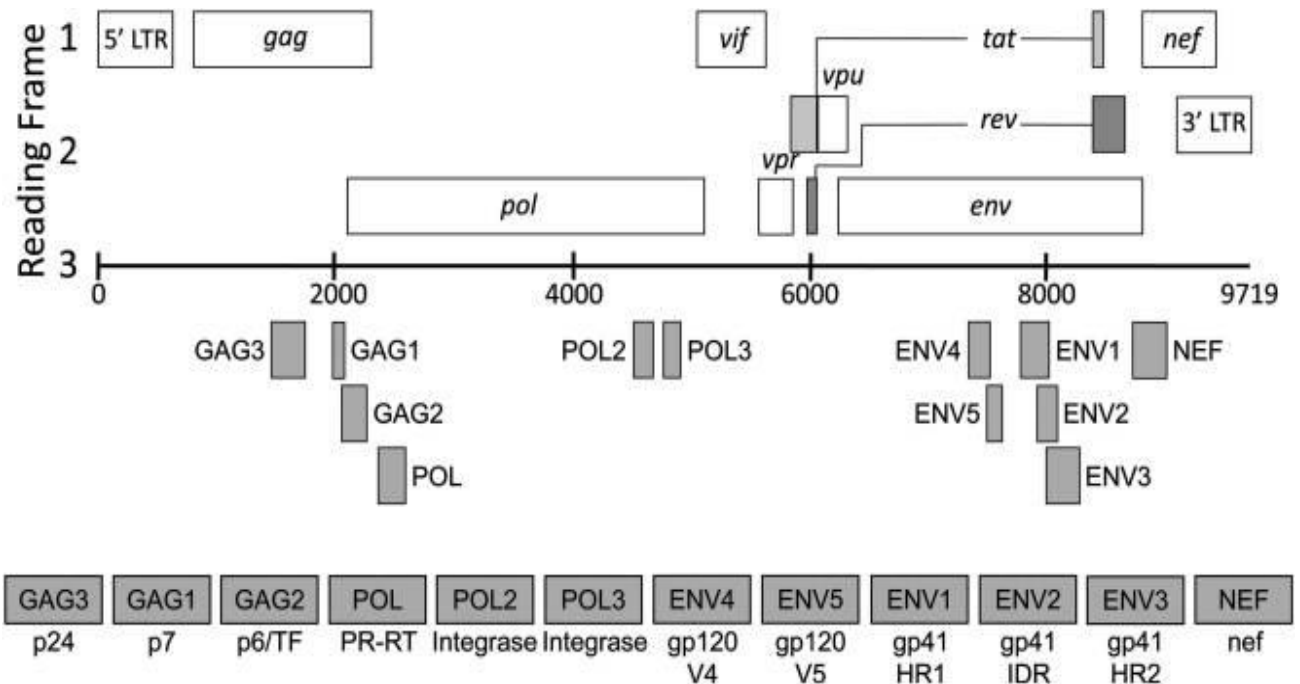 Reading Frame
1
2
3
5' LTR
gag
vif
tat
nef
vpu
rev
3' LTR
vpr
pol
env
0 2000 4000 6000 8000 9719
GAG3 GAG1 POL2 POL3 ENV4 ENV1 NEF
GAG2 ENV5 ENV2
POL ENV3
GAG3 GAG1 GAG2 POL POL2 POL3 ENV4 ENV5 ENV1 ENV2 ENV3 NEF
p24 p7 p6/TF PR-RT Integrase Integrase gp120 gp120 gp41 gp41 gp41 nef
V4 V5 HR1 IDR HR2